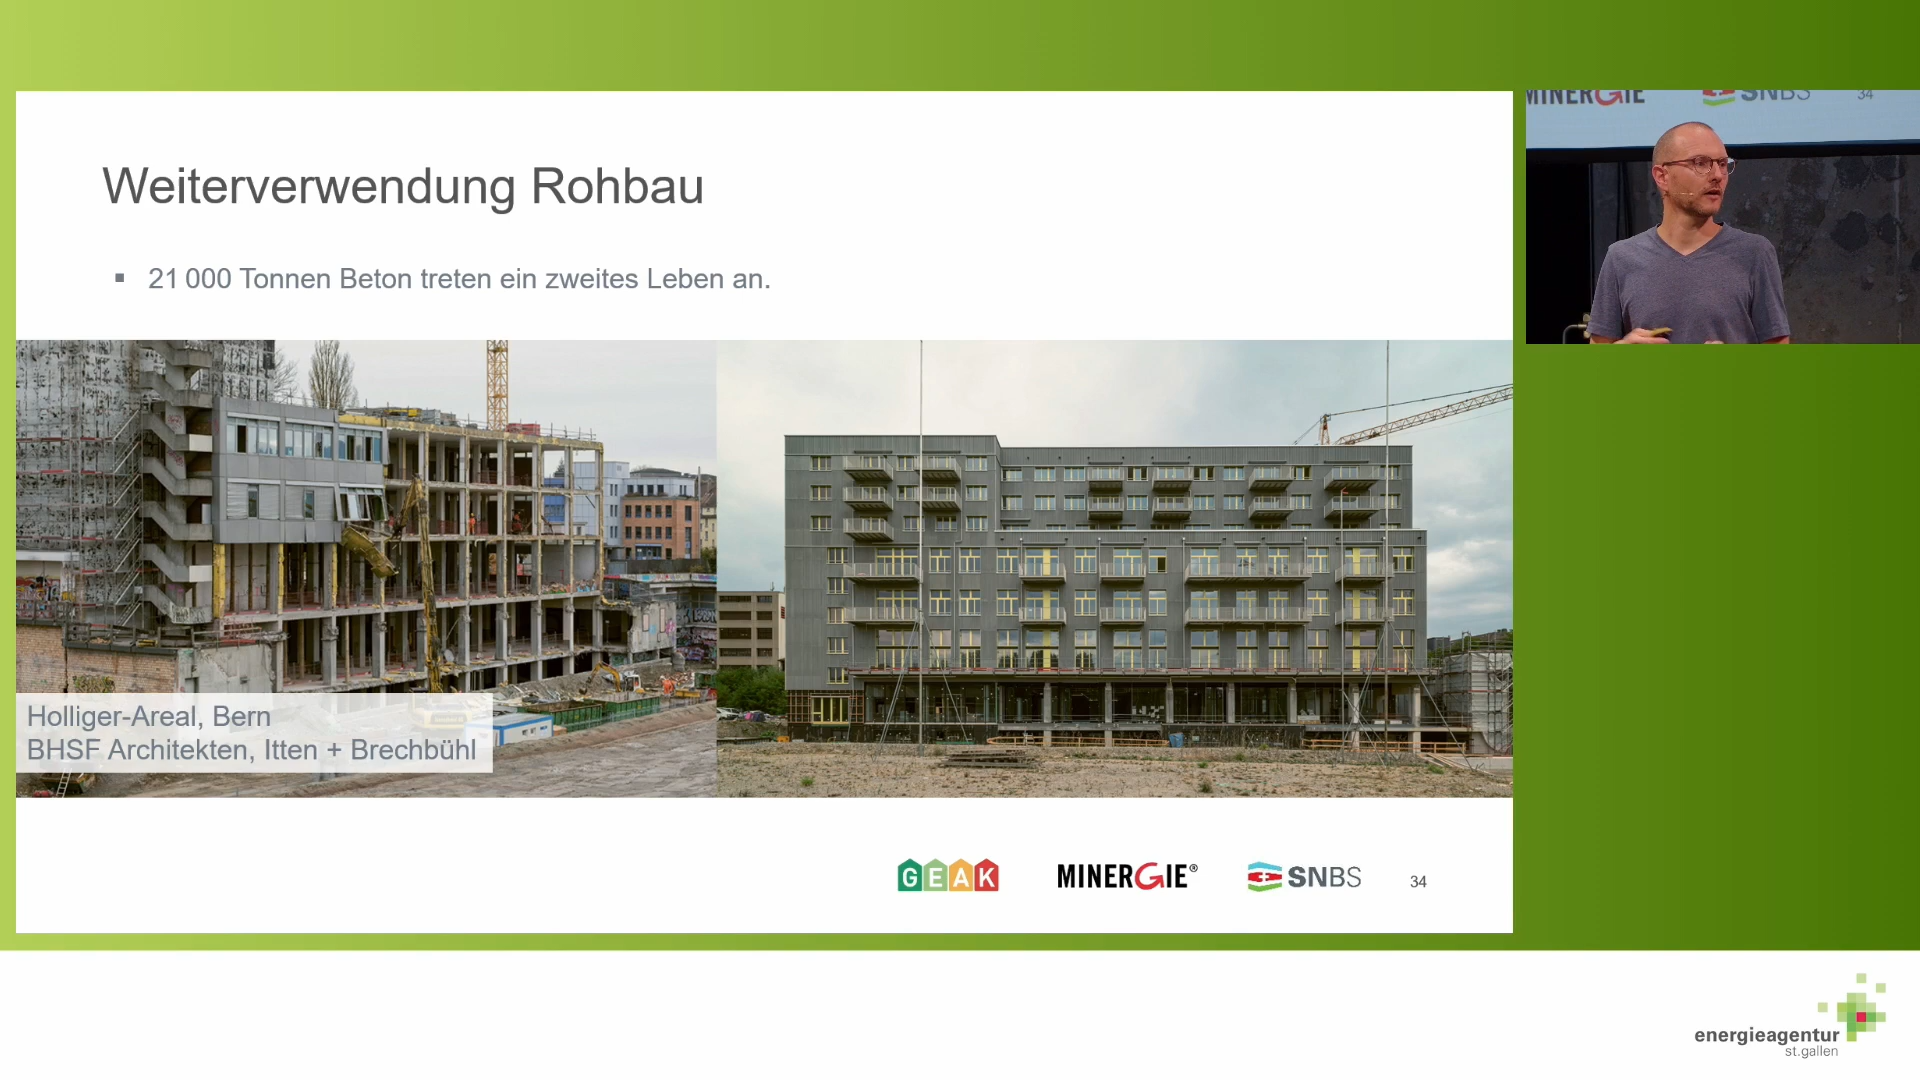 Weiterverwendung Rohbau
▪ 21 000 Tonnen Beton treten ein zweites Leben an.
Holliger-Areal, Bern
BHSF Architekten, Itten + Brechbühl
GEAK
MINERGIE®
SNBS
34
MINERGIE
SNBS
34
energieagentur
st.gallen